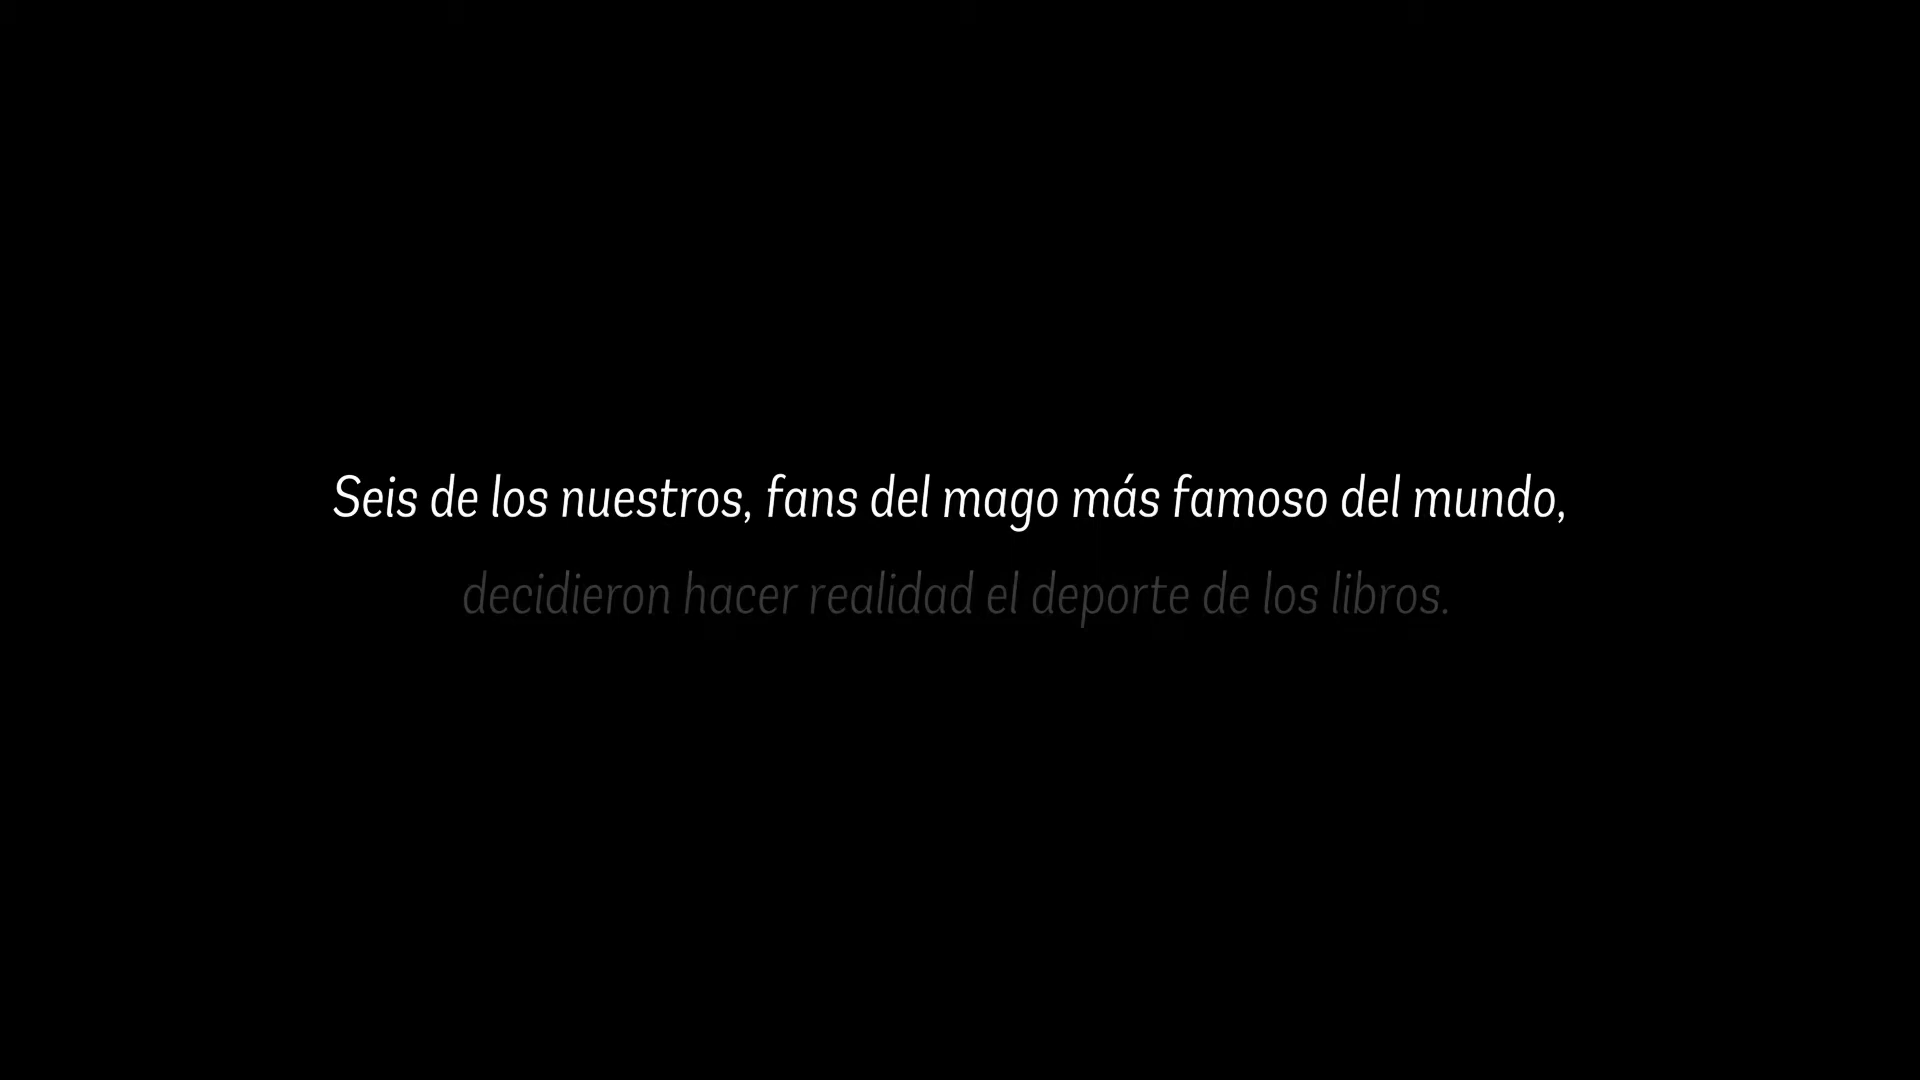 Seis de los nuestros, fans del mago más famoso del mundo,
decidieron hacer realidad el deporte de los libros.